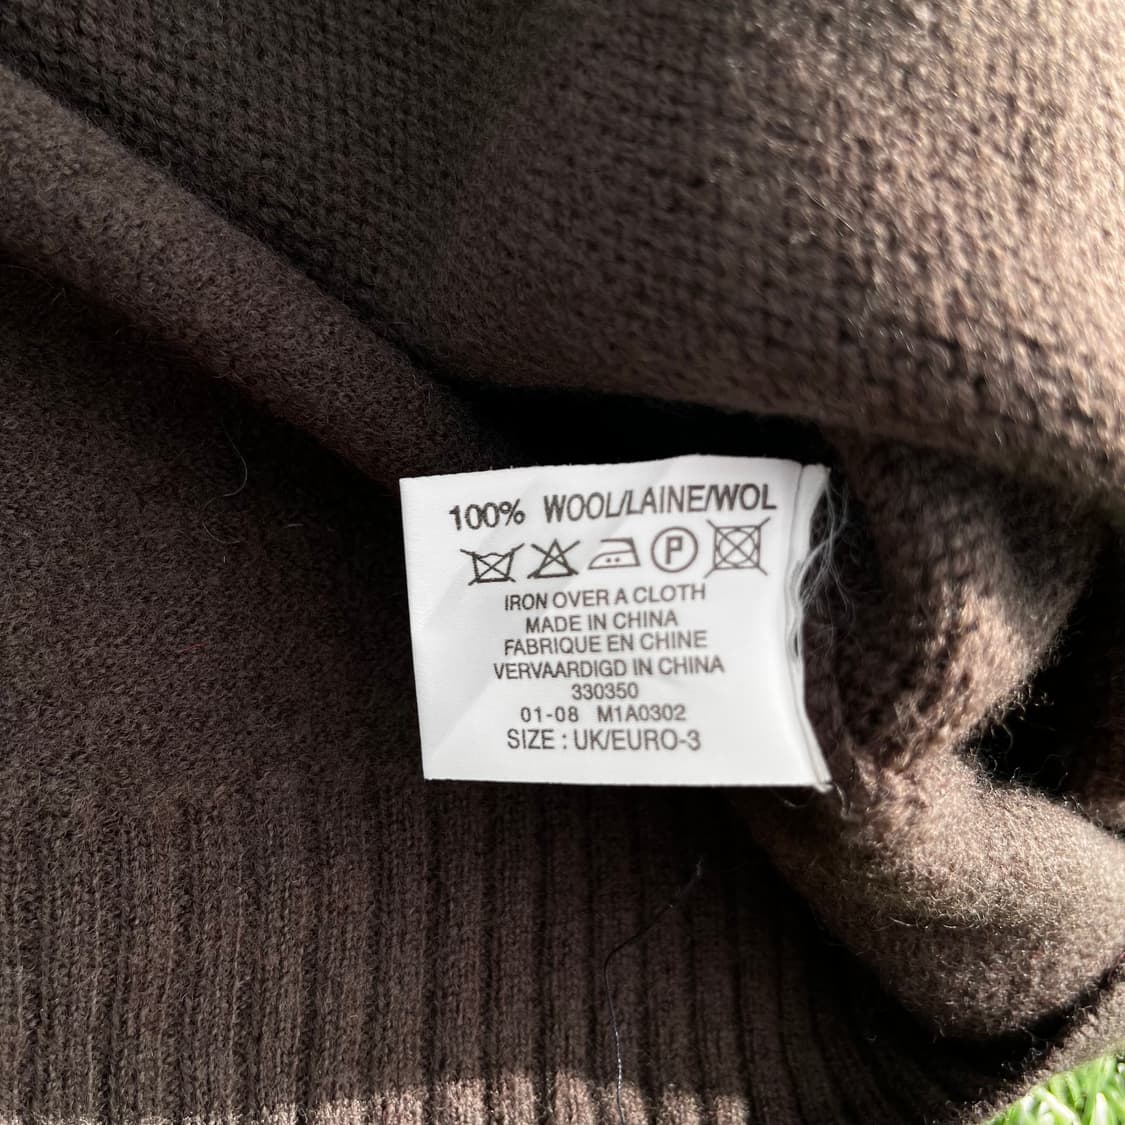 100% WOOL/LAINE/WOL
P
IRON OVER A CLOTH
MADE IN CHINA
FABRIQUE EN CHINE
VERVAARDIGD IN CHINA
330350
01-08 M1A0302
SIZE : UK/EURO-3